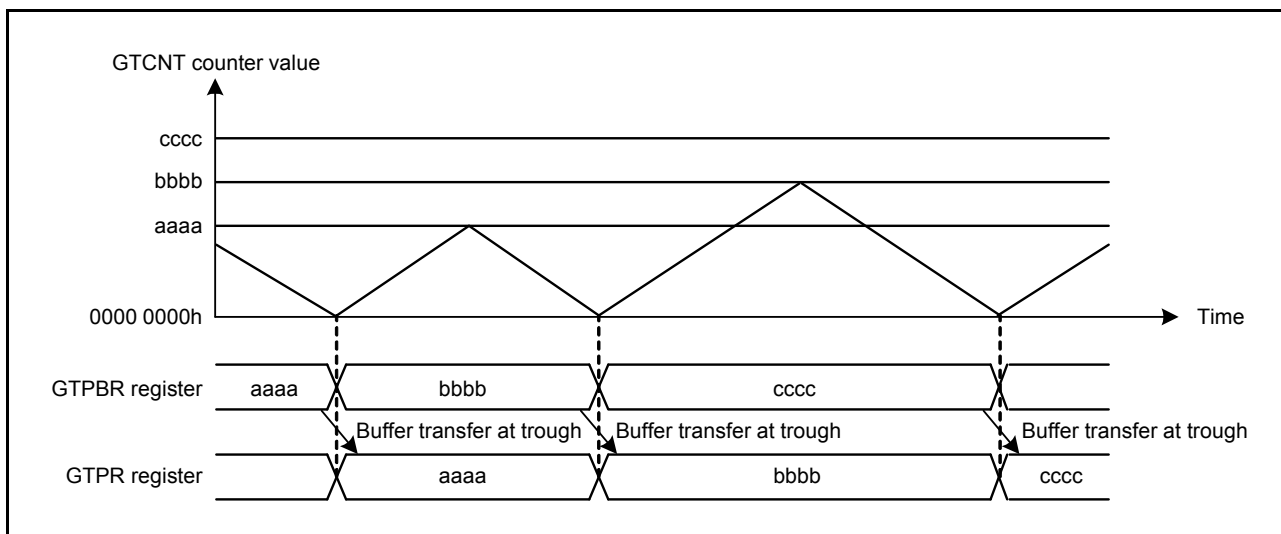 GTCNT counter value
cccc
bbbb
aaaa
0000 0000h
Time
GTPBR register aaaa bbbb cccc
Buffer transfer at trough Buffer transfer at trough Buffer transfer at trough
GTPR register aaaa bbbb cccc